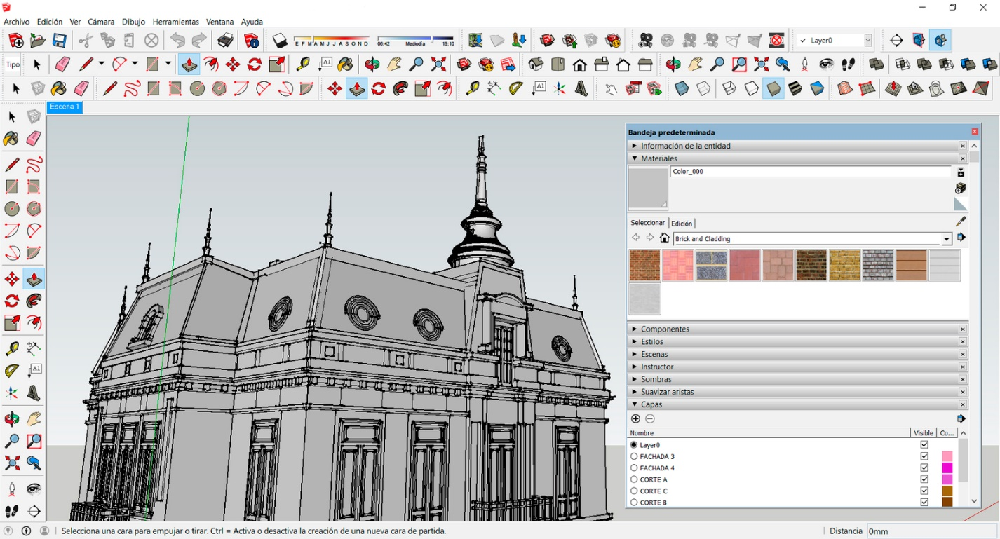 Archivo Edición Ver Cámara Dibujo Herramientas Ventana Ayuda
E F M A M J J A S O N D 06:42 Mediodía 19:10 Layer0
Tipo A1
A1
Escena 1
A1
Bandeja predeterminada
Información de la entidad
Materiales
Color_000
Seleccionar Edición
Brick and Cladding
Componentes
Estilos
Escenas
Instructor
Sombras
Suavizar aristas
Capas
Nombre Visible Co...
Layer0
FACHADA 3
FACHADA 4
CORTE A
CORTE C
CORTE B
Selecciona una cara para empujar o tirar. Ctrl = Activa o desactiva la creación de una nueva cara de partida. Distancia 0mm